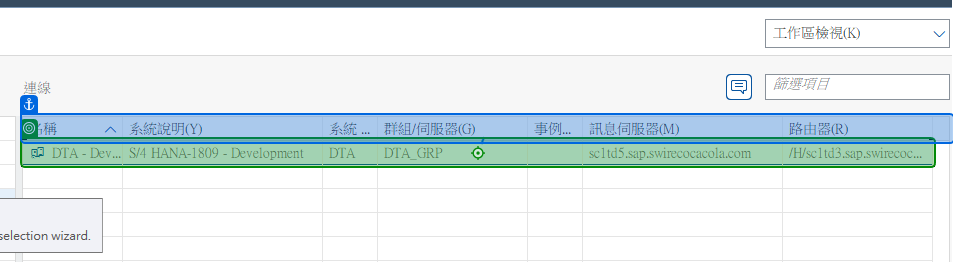 工作區檢視(K)
連線
篩選項目
名稱 系統說明(Y) 系統 ... 群組/伺服器(G) 事例... 訊息伺服器(M) 路由器(R)
DTA - Dev... S/4 HANA-1809 - Development DTA DTA_GRP sc1td5.sap.swirecocacola.com /H/sc1td3.sap.swirecoc...
selection wizard.